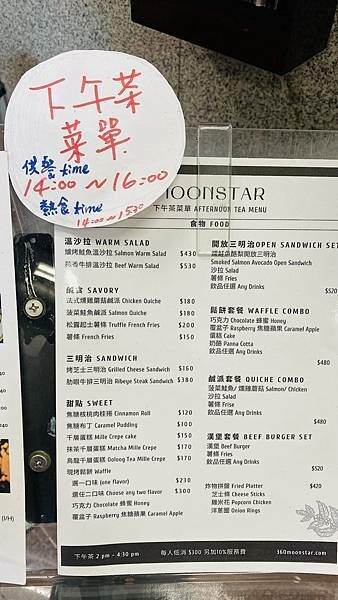 下午茶
菜單
供餐time
14:00～16:00
熱食time
14:00～15:30
MOONSTAR
下午茶菜單 AFTERNOON TEA MENU
食物 FOOD
溫沙拉 WARM SALAD
爐烤鮭魚溫沙拉 Salmon Warm Salad $430
牛排溫沙拉 Beef Warm Salad $530
鹹食 SAVORY
法式燻雞蘑菇鹹派 Chicken Quiche $180
菠菜鮭魚鹹派 Salmon Quiche $180
松露起士薯條 Truffle French Fries $200
薯條 French Fries $150
三明治 SANDWICH
烤芝士三明治 Grilled Cheese Sandwich $160
肋眼牛排三明治 Ribeye Steak Sandwich $380
甜點 SWEET
焦糖核桃肉桂捲 Cinnamon Roll $120
焦糖布丁 Caramel Pudding $100
千層蛋糕 Mille Crepe cake $150
抹茶千層蛋糕 Matcha Mille Crepe $170
烏龍千層蛋糕 Ooloog Tea Mille Crepe $170
現烤鬆餅 Waffle
選一口味 (one flavor) $230
選任二口味 Choose any two flavor $300
巧克力 Chocolate 蜂蜜 Honey
覆盆子 Raspberry 焦糖蘋果 Caramel Apple
開放三明治OPEN SANDWICH SET
酪梨開放三明治
Smoked Salmon Avocado Open Sandwich
沙拉 Salad
薯條 Fries
飲品任選 Any Drinks
$520
鬆餅套餐 WAFFLE COMBO
巧克力 Chocolate 蜂蜜 Honey
覆盆子 Raspberry 焦糖蘋果 Caramel Apple
蛋糕 Cake
奶酪 Panna Cotta
飲品任選 Any Drinks
$480
鹹派套餐 QUICHE COMBO
菠菜鮭魚/ 燻雞蘑菇 Salmon/ Chicken
沙拉 Salad
薯條 Frise
飲品任選 Any Drinks
$480
漢堡套餐 BEEF BURGER SET
漢堡 Beef Burger
薯條 Fries
飲品任選 Any Drinks
$520
炸物拼盤 Fried Platter $420
芝士條 Cheese Sticks
雞米花 Popcorn Chicken
洋蔥圈 Onion Rings
下午茶 2 pm - 4:30 pm
每人低消 $300 另加10%服務費
360moonstar.com
(I/H)